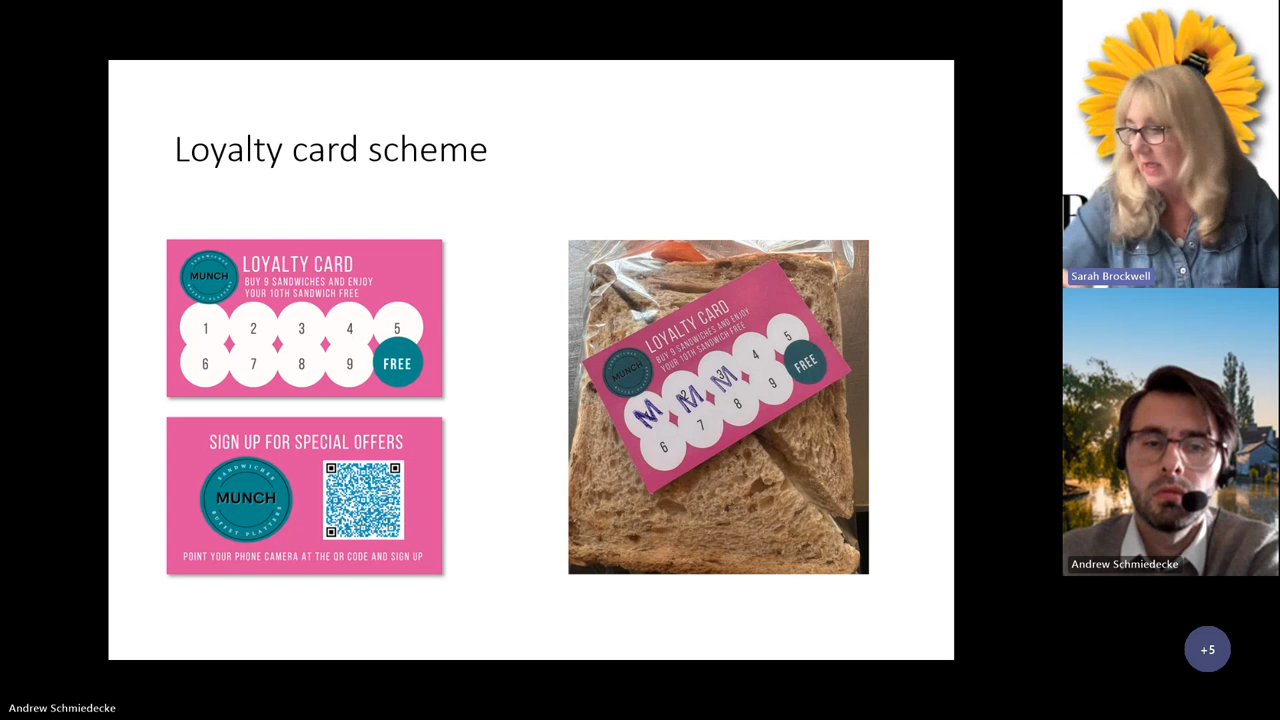 Loyalty card scheme
SANDWICHES
MUNCH
BUFFET PLATTERS
LOYALTY CARD
BUY 9 SANDWICHES AND ENJOY
YOUR 10TH SANDWICH FREE
1 2 3 4 5
6 7 8 9 FREE
SIGN UP FOR SPECIAL OFFERS
SANDWICHES
MUNCH
BUFFET PLATTERS
POINT YOUR PHONE CAMERA AT THE QR CODE AND SIGN UP
MUNCH
LOYALTY CARD
BUY 9 SANDWICHES AND ENJOY
YOUR 10TH SANDWICH FREE
M M M 4 5
6 7 8 9 FREE
Sarah Brockwell
Andrew Schmiedecke
+5
Andrew Schmiedecke